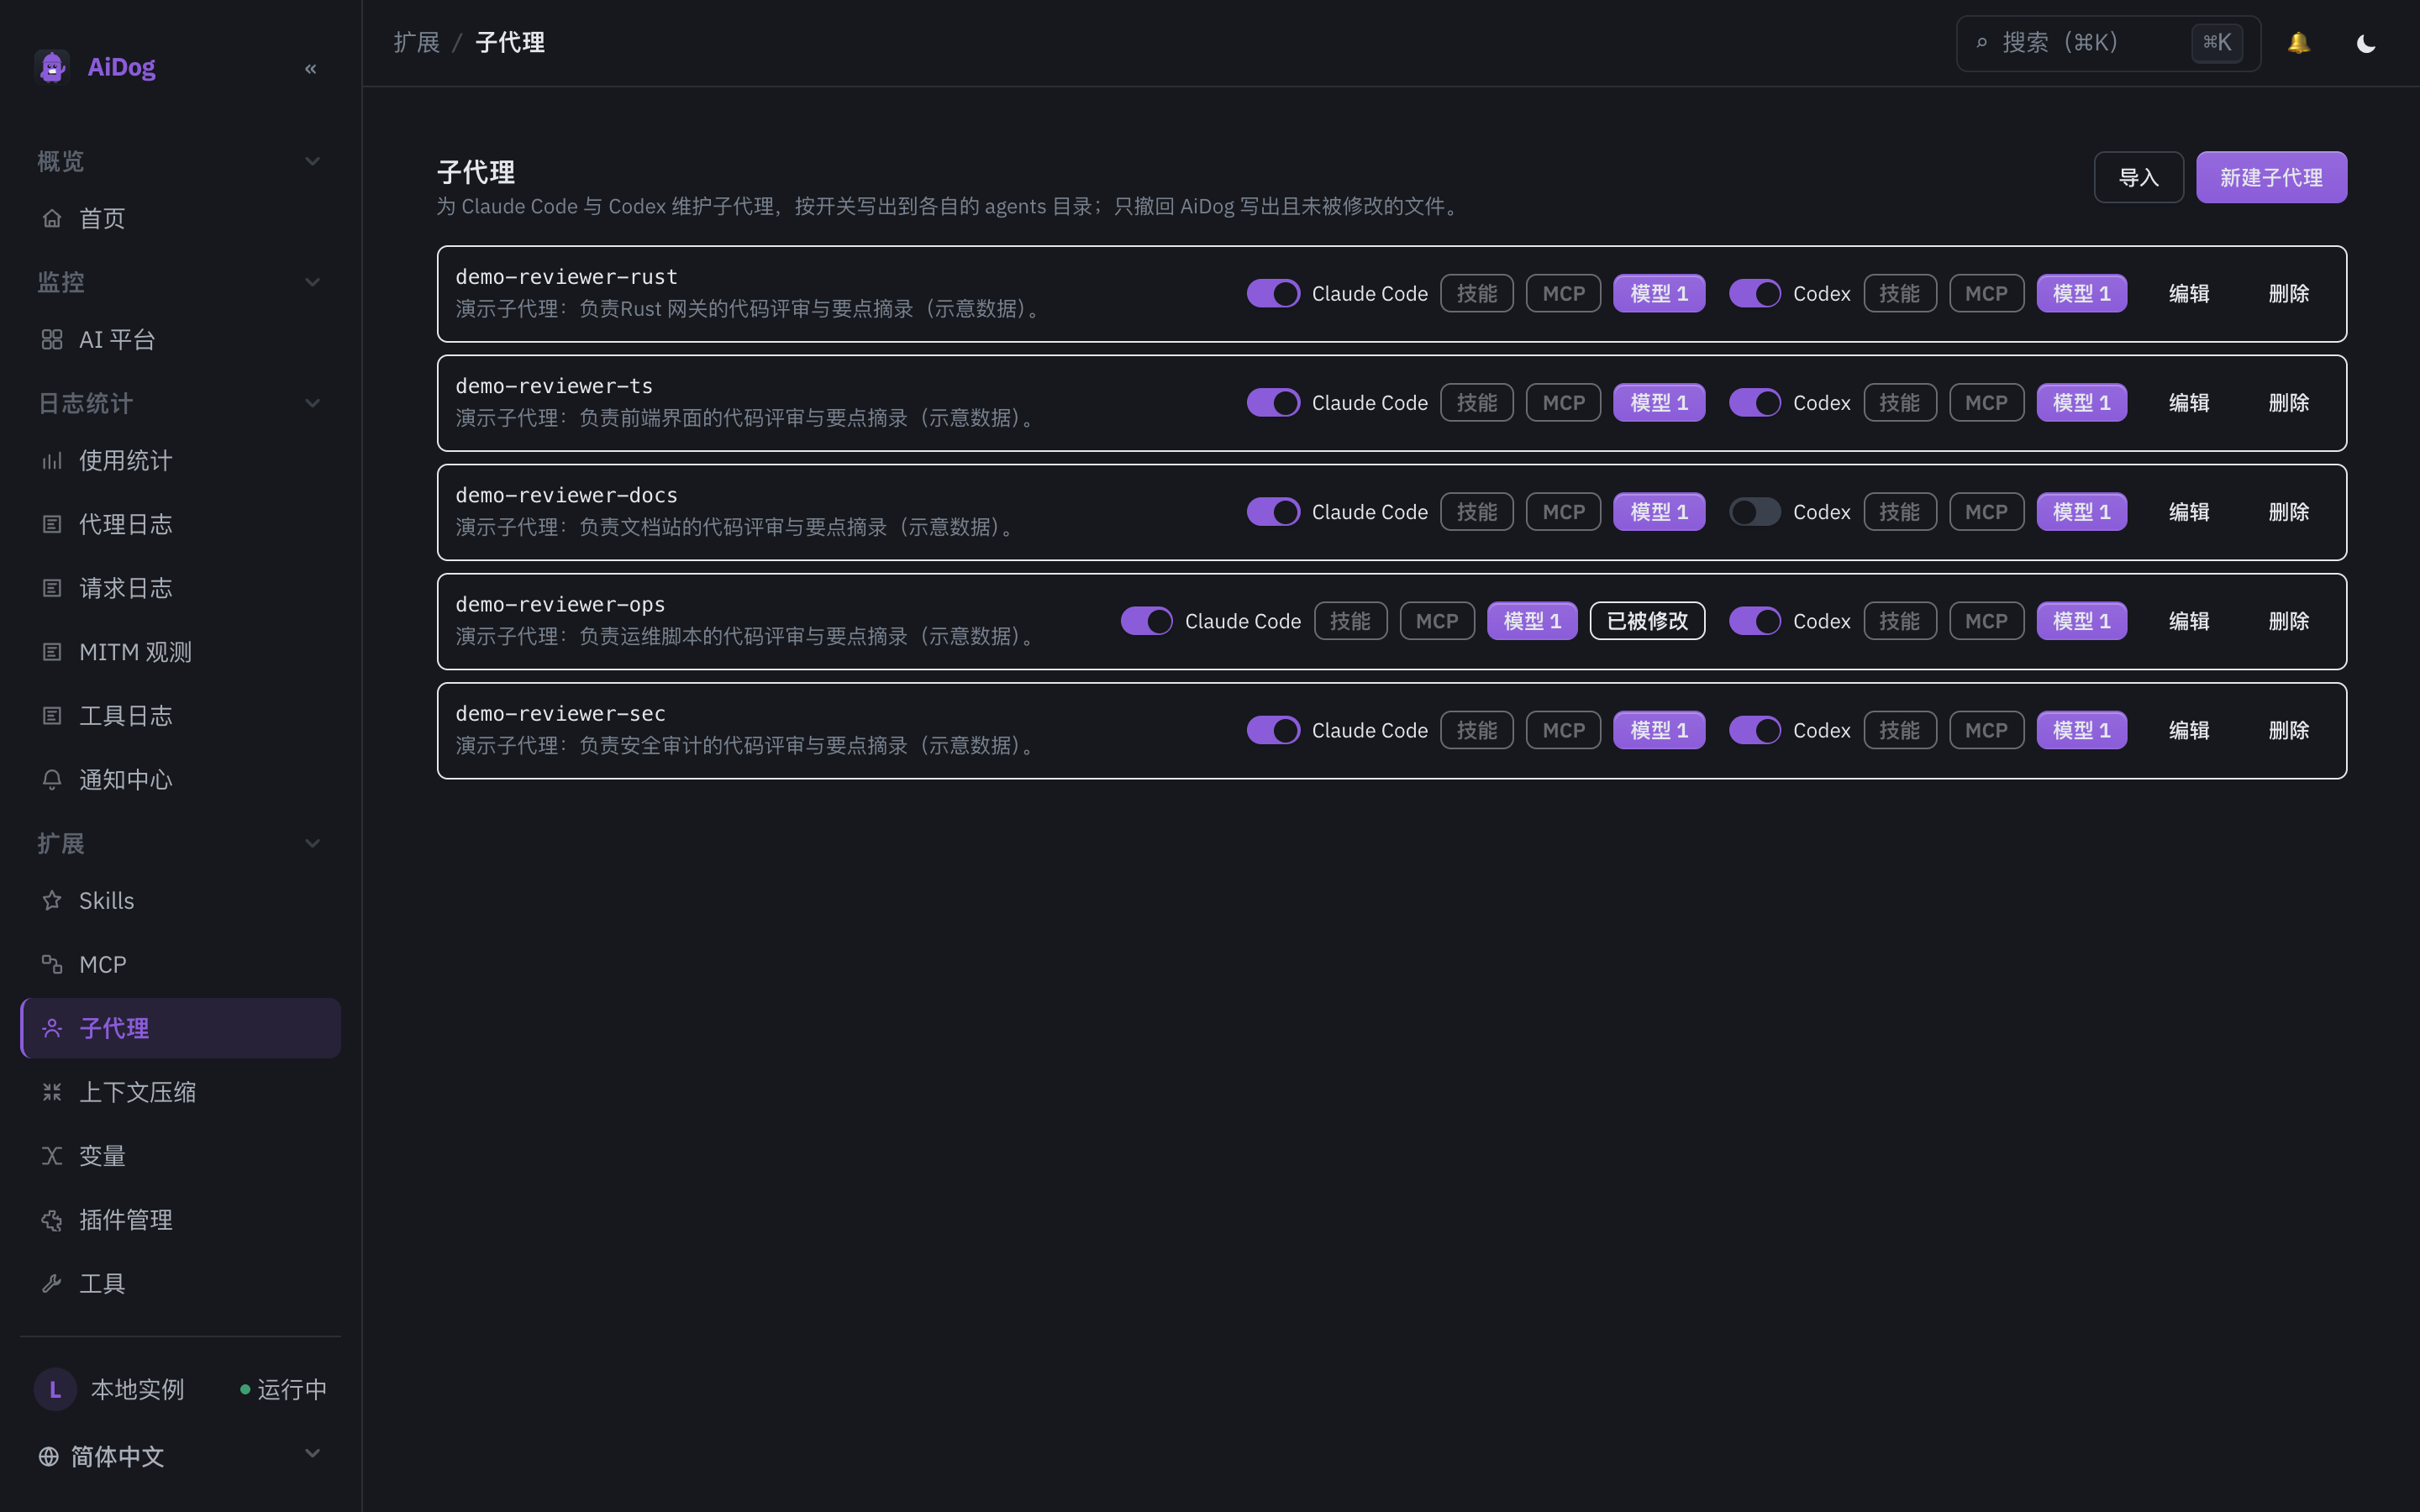 AiDog
«
概览
首页
监控
AI 平台
日志统计
使用统计
代理日志
请求日志
MITM 观测
工具日志
通知中心
扩展
Skills
MCP
子代理
上下文压缩
变量
插件管理
工具
L 本地实例 运行中
简体中文
扩展 / 子代理
搜索（⌘K） ⌘K
子代理
为 Claude Code 与 Codex 维护子代理，按开关写出到各自的 agents 目录；只撤回 AiDog 写出且未被修改的文件。
导入 新建子代理
demo-reviewer-rust
演示子代理：负责Rust 网关的代码评审与要点摘录（示意数据）。
Claude Code 技能 MCP 模型 1 Codex 技能 MCP 模型 1 编辑 删除
demo-reviewer-ts
演示子代理：负责前端界面的代码评审与要点摘录（示意数据）。
Claude Code 技能 MCP 模型 1 Codex 技能 MCP 模型 1 编辑 删除
demo-reviewer-docs
演示子代理：负责文档站的代码评审与要点摘录（示意数据）。
Claude Code 技能 MCP 模型 1 Codex 技能 MCP 模型 1 编辑 删除
demo-reviewer-ops
演示子代理：负责运维脚本的代码评审与要点摘录（示意数据）。
Claude Code 技能 MCP 模型 1 已被修改 Codex 技能 MCP 模型 1 编辑 删除
demo-reviewer-sec
演示子代理：负责安全审计的代码评审与要点摘录（示意数据）。
Claude Code 技能 MCP 模型 1 Codex 技能 MCP 模型 1 编辑 删除